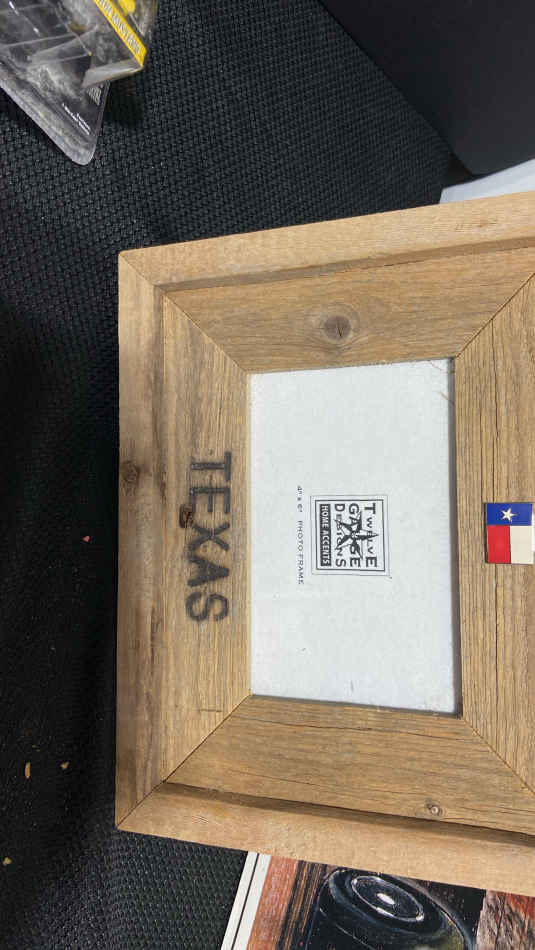 TWELVE
GAUGE
DESIGNS
HOME ACCENTS
4" x 6" PHOTO FRAME
TEXAS